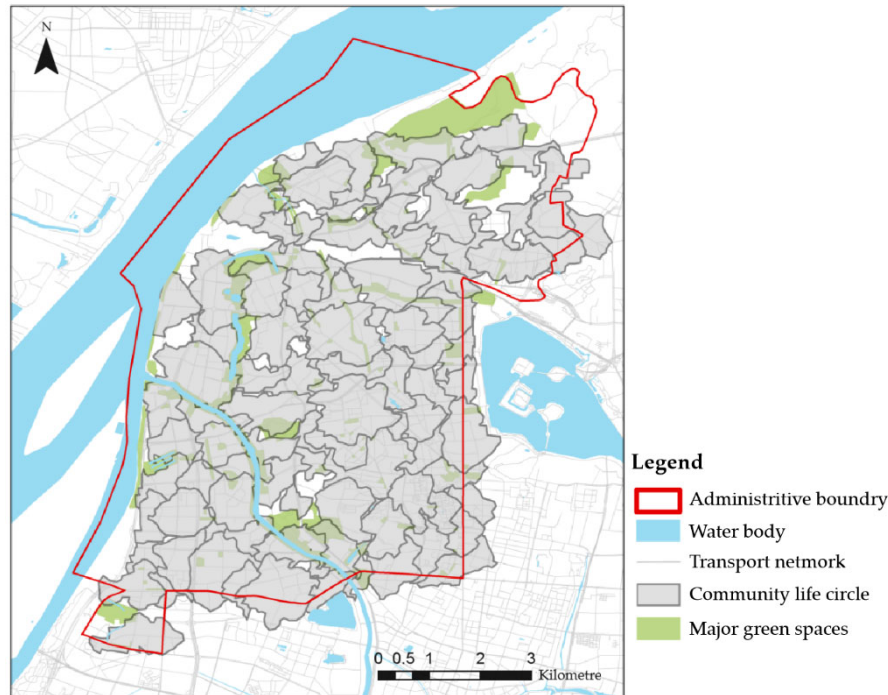 N
Legend
Administritive boundry
Water body
Transport netmork
Community life circle
Major green spaces
0 0.5 1 2 3
Kilometre